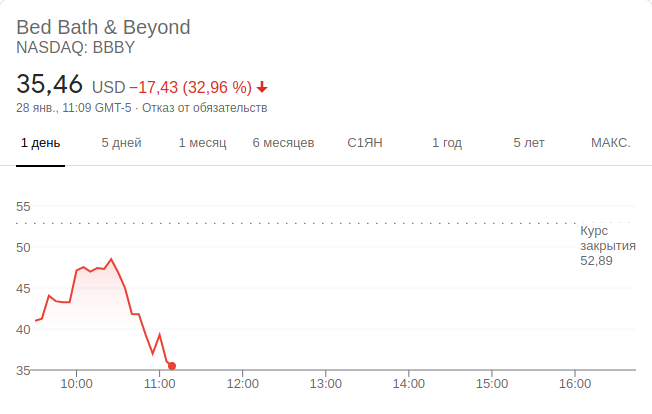 Bed Bath & Beyond
NASDAQ: BBBY
35,46 USD −17,43 (32,96 %)
28 янв., 11:09 GMT-5 · Отказ от обязательств
1 день 5 дней 1 месяц 6 месяцев С1ЯН 1 год 5 лет МАКС.
55
Курс
закрытия
52,89
50
45
40
35
10:00 11:00 12:00 13:00 14:00 15:00 16:00